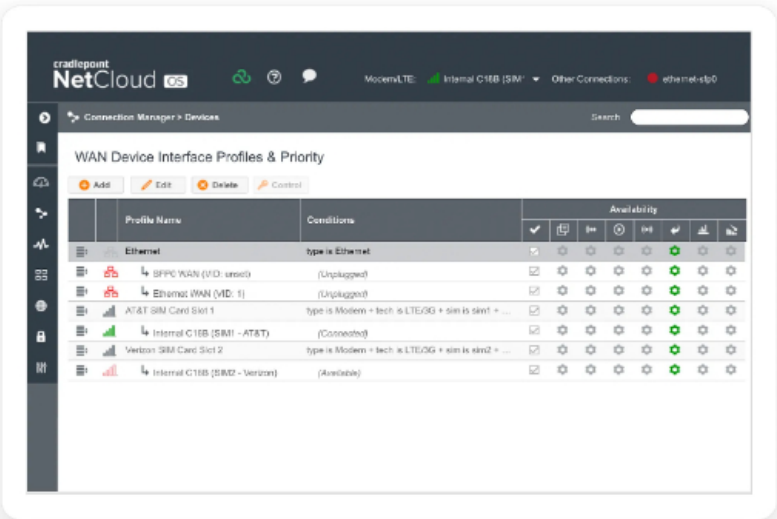 cradlepoint
NetCloud OS
Modem/LTE: Internal C18B (SIM1 Other Connections: ethernet-sfp0
Connection Manager > Devices
Search
WAN Device Interface Profiles & Priority
Add Edit Delete Control
Availability
Profile Name Conditions
Ethernet type is Ethernet
SFP0 WAN (VID: unset) (Unplugged)
Ethernet WAN (VID: 1) (Unplugged)
AT&T SIM Card Slot 1 type is Modem + tech is LTE/3G + sim is sim1 + ...
Internal C18B (SIM1 - AT&T) (Connected)
Verizon SIM Card Slot 2 type is Modem + tech is LTE/3G + sim is sim2 + ...
Internal C18B (SIM2 - Verizon) (Available)